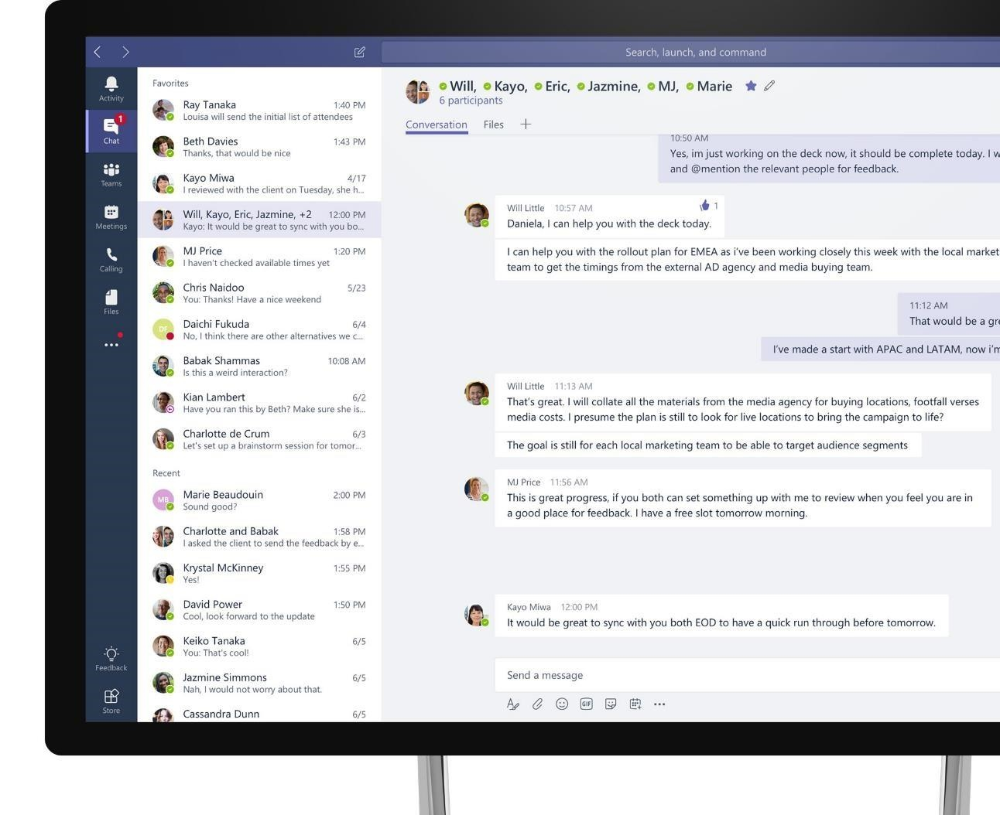 Search, launch, and command
Activity
1
Chat
Teams
Meetings
Calling
Files
Feedback
Store
Favorites
Ray Tanaka 1:40 PM
Louisa will send the initial list of attendees
Beth Davies 1:43 PM
Thanks, that would be nice
Kayo Miwa 4/17
I reviewed with the client on Tuesday, she h...
Will, Kayo, Eric, Jazmine, +2 12:00 PM
Kayo: It would be great to sync with you bo...
MJ Price 1:20 PM
I haven't checked available times yet
Chris Naidoo 5/23
You: Thanks! Have a nice weekend
DF
Daichi Fukuda 6/4
No, I think there are other alternatives we c...
Babak Shammas 10:08 AM
Is this a weird interaction?
Kian Lambert 6/2
Have you ran this by Beth? Make sure she is...
Charlotte de Crum 6/3
Let's set up a brainstorm session for tomor...
Recent
MB
Marie Beaudouin 2:00 PM
Sound good?
Charlotte and Babak 1:58 PM
I asked the client to send the feedback by e...
Krystal McKinney 1:55 PM
Yes!
David Power 1:50 PM
Cool, look forward to the update
Keiko Tanaka 6/5
You: That's cool!
Jazmine Simmons 6/5
Nah, I would not worry about that.
Cassandra Dunn 6/5
Will, Kayo, Eric, Jazmine, MJ, Marie
6 participants
Conversation Files
10:50 AM
Yes, im just working on the deck now, it should be complete today. I w
and @mention the relevant people for feedback.
Will Little 10:57 AM 1
Daniela, I can help you with the deck today.
I can help you with the rollout plan for EMEA as i've been working closely this week with the local market
team to get the timings from the external AD agency and media buying team.
11:12 AM
That would be a gre
I've made a start with APAC and LATAM, now i'm
Will Little 11:13 AM
That's great. I will collate all the materials from the media agency for buying locations, footfall verses
media costs. I presume the plan is still to look for live locations to bring the campaign to life?
The goal is still for each local marketing team to be able to target audience segments
MJ Price 11:56 AM
This is great progress, if you both can set something up with me to review when you feel you are in
a good place for feedback. I have a free slot tomorrow morning.
Kayo Miwa 12:00 PM
It would be great to sync with you both EOD to have a quick run through before tomorrow.
Send a message
GIF